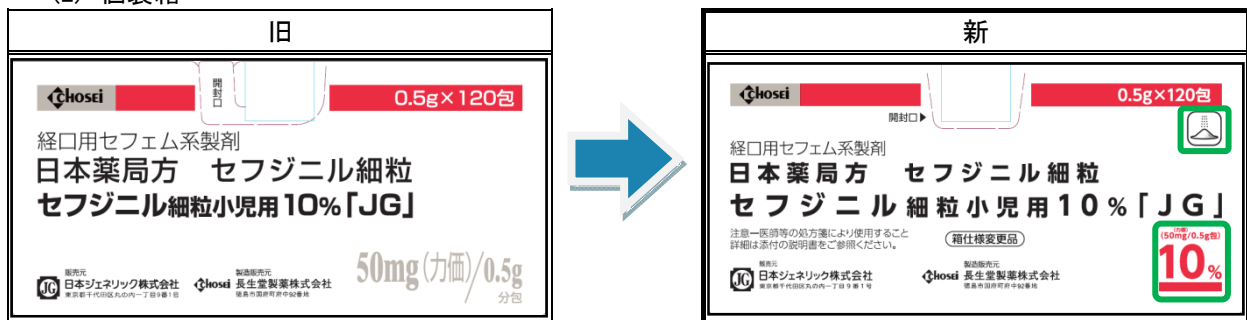 (2) 個装箱
旧
Chosei
開封口
0.5g×120包
経口用セフェム系製剤
日本薬局方 セフジニル細粒
セフジニル細粒小児用10%「JG」
50mg(力価)/0.5g
分包
販売元
JG 日本ジェネリック株式会社
東京都千代田区丸の内一丁目9番1号
製造販売元
Chosei 長生堂製薬株式会社
徳島市国府町府中92番地
新
Chosei
0.5g×120包
開封口▶
経口用セフェム系製剤
日本薬局方 セフジニル細粒
セフジニル細粒小児用10%「JG」
注意-医師等の処方箋により使用すること
詳細は添付の説明書をご参照ください。
箱仕様変更品
(力価)
(50mg/0.5g包)
10%
販売元
JG 日本ジェネリック株式会社
東京都千代田区丸の内一丁目9番1号
製造販売元
Chosei 長生堂製薬株式会社
徳島市国府町府中92番地